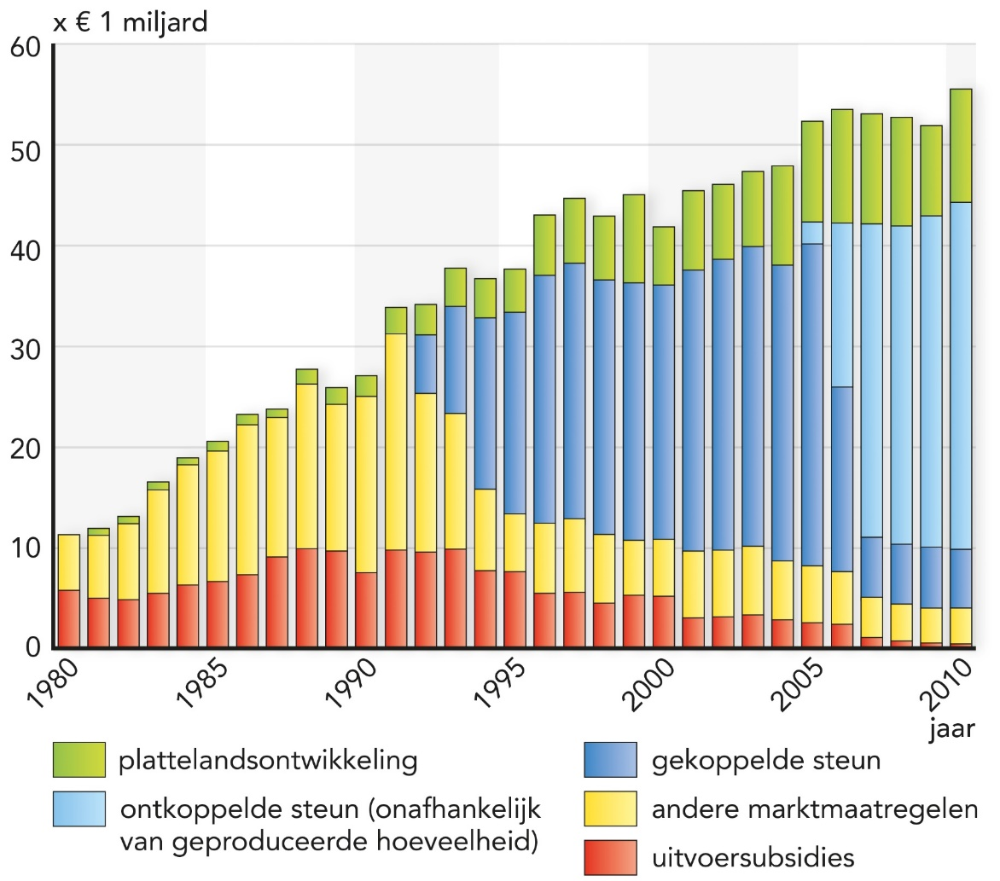 x € 1 miljard
60
50
40
30
20
10
0
1980
1985
1990
1995
2000
2005
2010
jaar
plattelandsontwikkeling
ontkoppelde steun (onafhankelijk
van geproduceerde hoeveelheid)
gekoppelde steun
andere marktmaatregelen
uitvoersubsidies